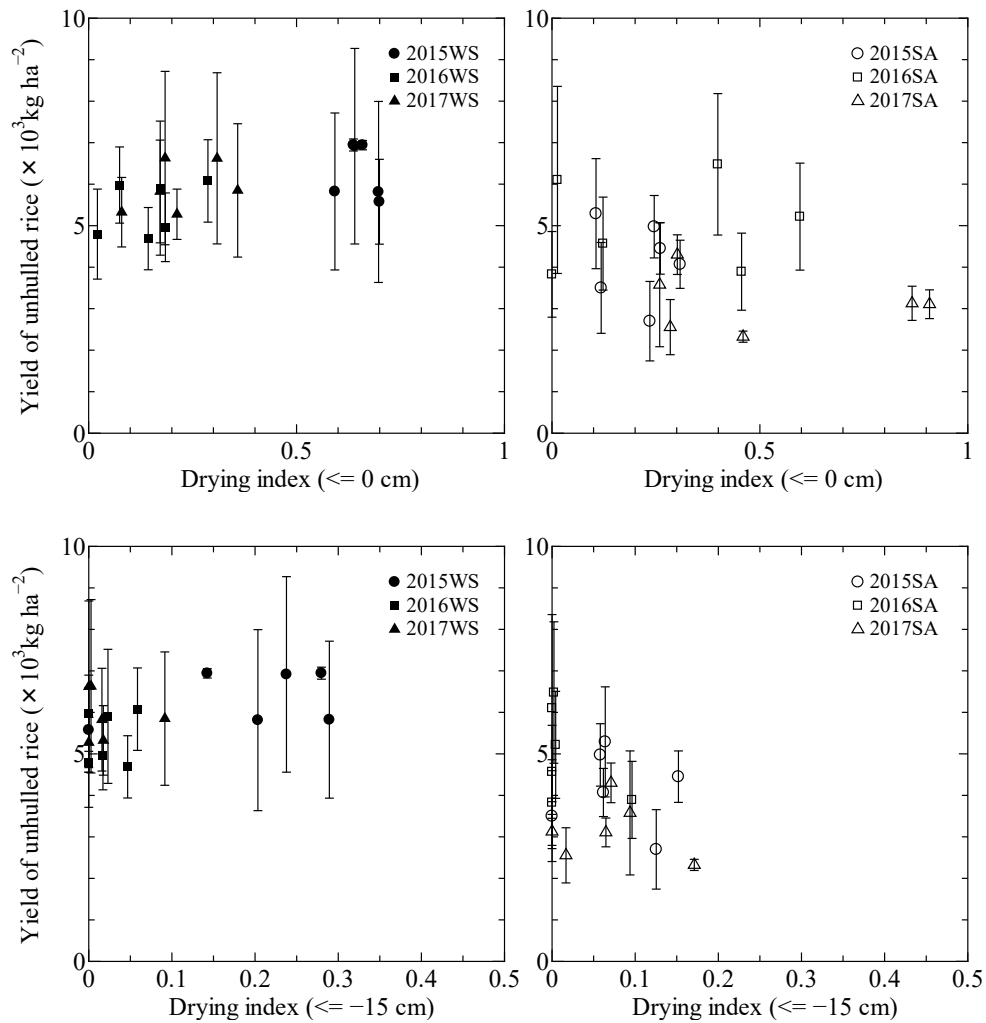 10
5
0
0
0.5
1
Yield of unhulled rice (× 10³kg ha⁻²)
Drying index (<= 0 cm)
2015WS
2016WS
2017WS
10
5
0
0
0.5
1
Drying index (<= 0 cm)
2015SA
2016SA
2017SA
10
5
0
0
0.1
0.2
0.3
0.4
0.5
Yield of unhulled rice (× 10³kg ha⁻²)
Drying index (<= −15 cm)
2015WS
2016WS
2017WS
10
5
0
0
0.1
0.2
0.3
0.4
0.5
Drying index (<= −15 cm)
2015SA
2016SA
2017SA